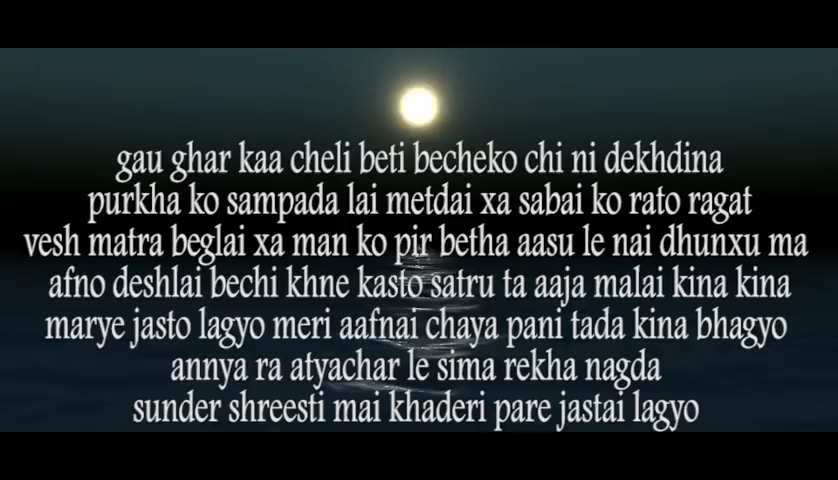 gau ghar kaa cheli beti becheko chi ni dekhdina
purkha ko sampada lai metdai xa sabai ko rato ragat
vesh matra beglai xa man ko pir betha aasu le nai dhunxu ma
afno deshlai bechi khne kasto satru ta aaja malai kina kina
marye jasto lagyo meri aafnai chaya pani tada kina bhagyo
annya ra atyachar le sima rekha nagda
sunder shreesti mai khaderi pare jastai lagyo